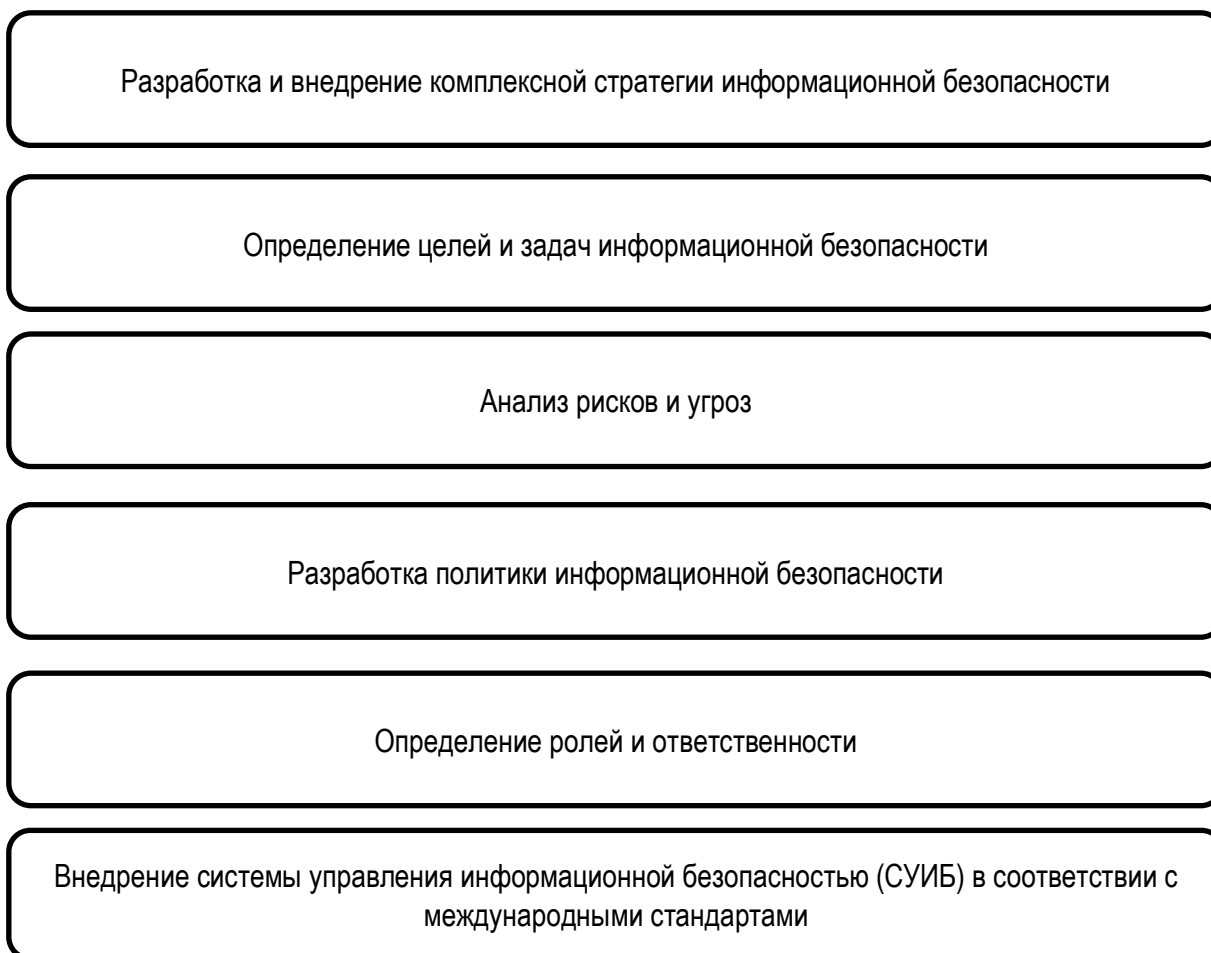 Разработка и внедрение комплексной стратегии информационной безопасности
Определение целей и задач информационной безопасности
Анализ рисков и угроз
Разработка политики информационной безопасности
Определение ролей и ответственности
Внедрение системы управления информационной безопасностью (СУИБ) в соответствии с
международными стандартами